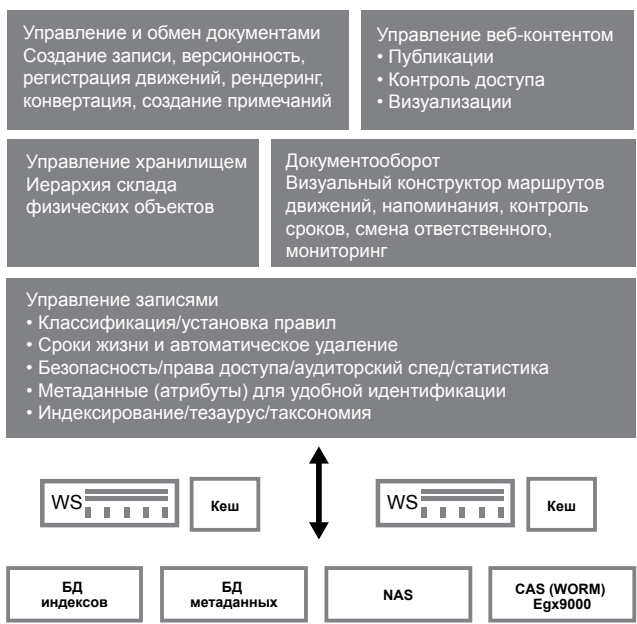 Управление и обмен документами
Создание записи, версионность,
регистрация движений, рендеринг,
конвертация, создание примечаний
Управление веб-контентом
• Публикации
• Контроль доступа
• Визуализации
Управление хранилищем
Иерархия склада
физических объектов
Документооборот
Визуальный конструктор маршрутов
движений, напоминания, контроль
сроков, смена ответственного,
мониторинг
Управление записями
• Классификация/установка правил
• Сроки жизни и автоматическое удаление
• Безопасность/права доступа/аудиторский след/статистика
• Метаданные (атрибуты) для удобной идентификации
• Индексирование/тезаурус/таксономия
WS
Кеш
WS
Кеш
БД
индексов
БД
метаданных
NAS
CAS (WORM)
Egx9000